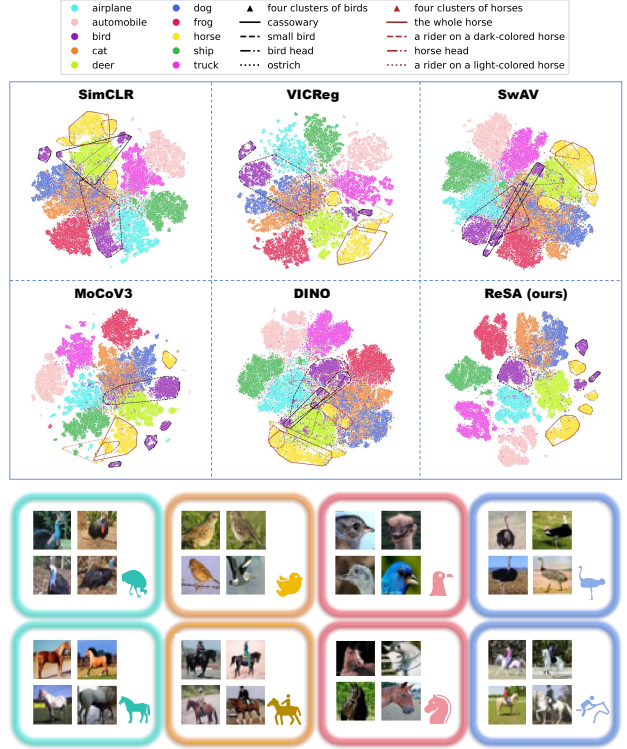 airplane dog four clusters of birds four clusters of horses
automobile frog cassowary the whole horse
bird horse small bird a rider on a dark-colored horse
cat ship bird head horse head
deer truck ostrich a rider on a light-colored horse
SimCLR VICReg SwAV
MoCoV3 DINO ReSA (ours)